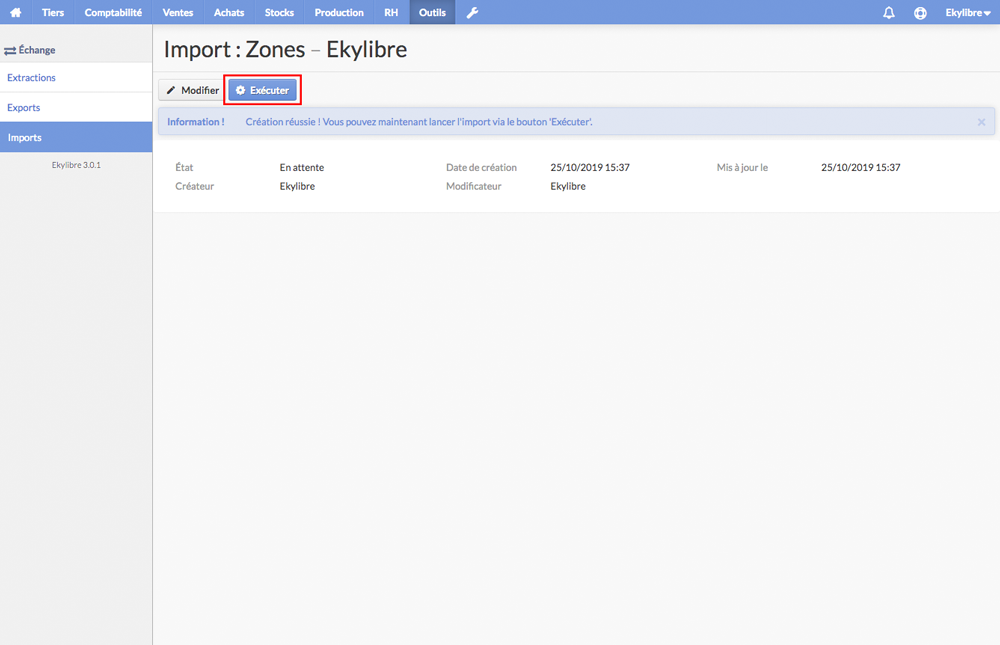 Tiers Comptabilité Ventes Achats Stocks Production RH Outils Ekylibre
Échange
Extractions
Exports
Imports
Ekylibre 3.0.1
Import : Zones – Ekylibre
Modifier Exécuter
Information ! Création réussie ! Vous pouvez maintenant lancer l'import via le bouton 'Exécuter'. ×
État En attente Date de création 25/10/2019 15:37 Mis à jour le 25/10/2019 15:37
Créateur Ekylibre Modificateur Ekylibre